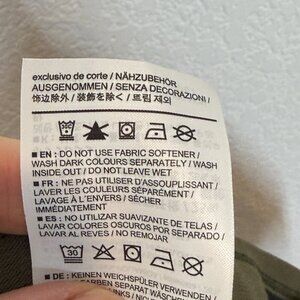 exclusivo de corte / NÄHZUBEHÖR
AUSGENOMMEN / SENZA DECORAZIONI /
饰边除外 / 装飾を除く / 트림 제외
■ EN : DO NOT USE FABRIC SOFTENER /
WASH DARK COLOURS SEPARATELY / WASH
INSIDE OUT / DO NOT LEAVE WET
■ FR : NE PAS UTILISER D'ASSOUPLISSANT /
LAVER LES COULEURS SÉPARÉMENT /
LAVAGE À L'ENVERS / SÉCHER
IMMÉDIATEMENT
■ ES : NO UTILIZAR SUAVIZANTE DE TELAS /
LAVAR COLORES OSCUROS POR SEPARADO /
LAVAR AL REVÉS / NO REMOJAR
30
■ DE : KEINEN WEICHSPÜLER VERWENDEN /
FARBEN SEPARAT WASCHEN